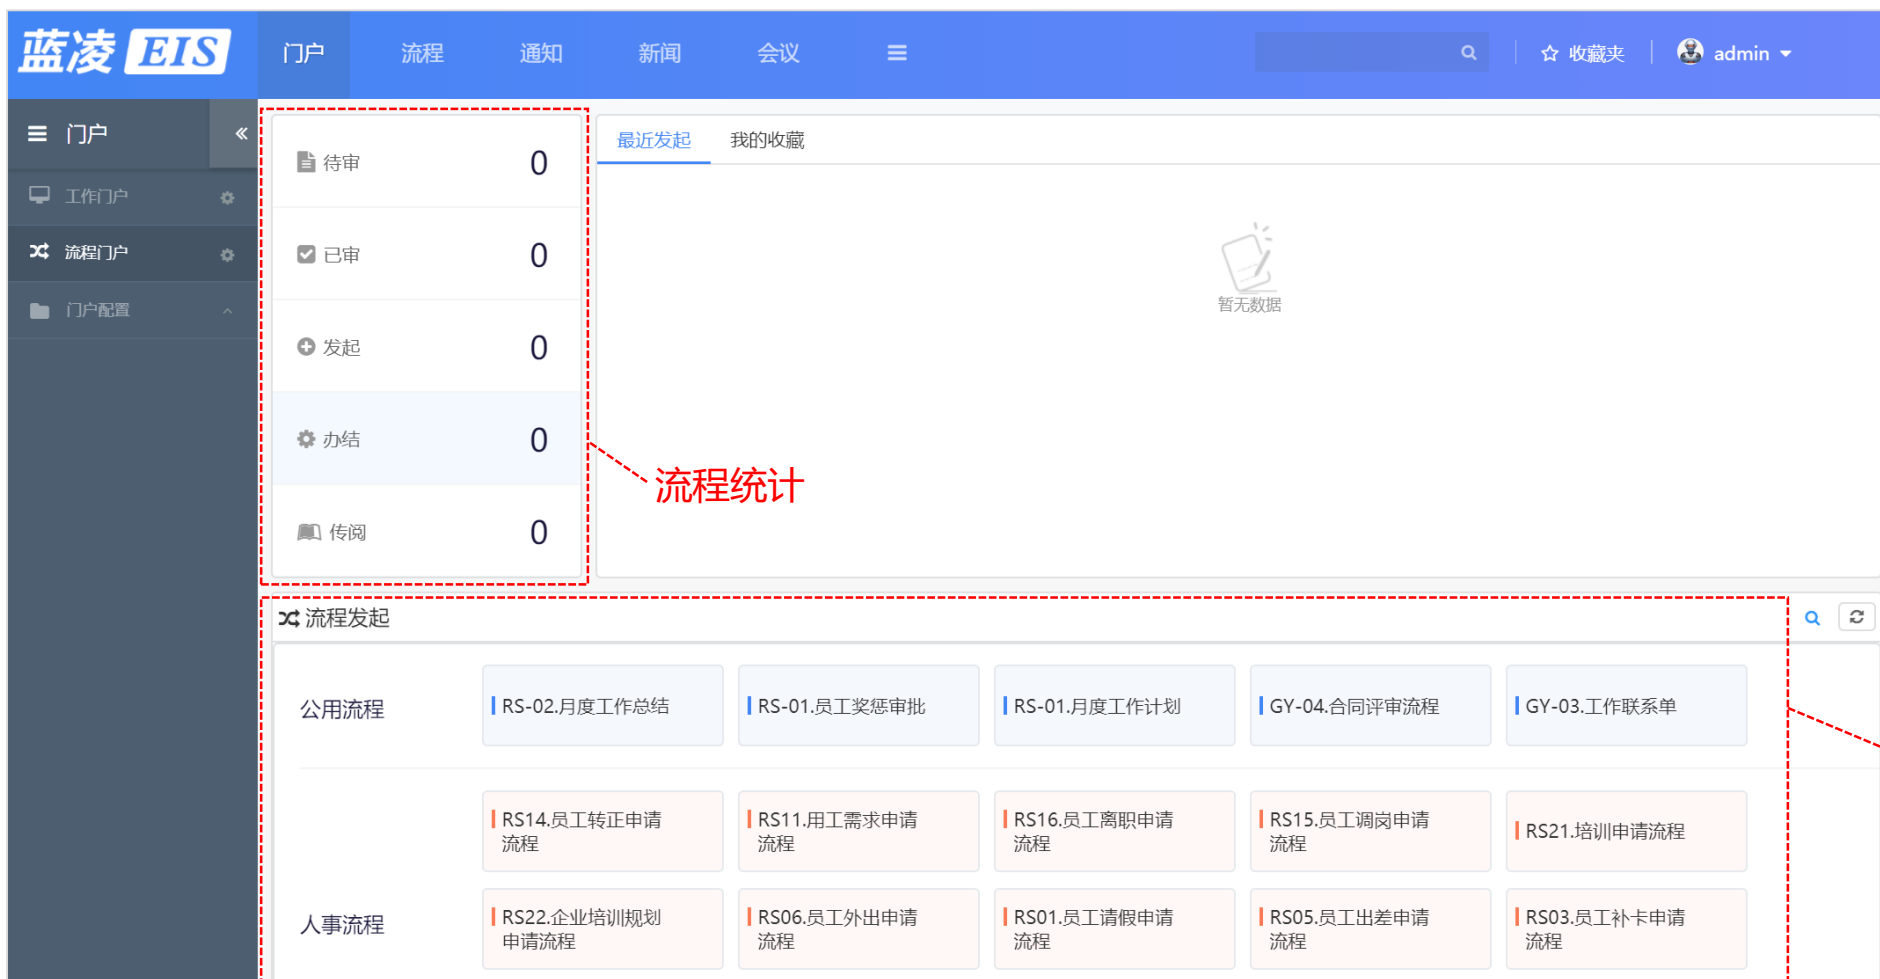 蓝凌 EIS
门户 流程 通知 新闻 会议 收藏夹 admin
门户
工作门户
流程门户
门户配置
待审 0
已审 0
发起 0
办结 0
传阅 0
最近发起 我的收藏
暂无数据
流程统计
流程发起
公用流程
RS-02.月度工作总结
RS-01.员工奖惩审批
RS-01.月度工作计划
GY-04.合同评审流程
GY-03.工作联系单
人事流程
RS14.员工转正申请
流程
RS11.用工需求申请
流程
RS16.员工离职申请
流程
RS15.员工调岗申请
流程
RS21.培训申请流程
RS22.企业培训规划
申请流程
RS06.员工外出申请
流程
RS01.员工请假申请
流程
RS05.员工出差申请
流程
RS03.员工补卡申请
流程